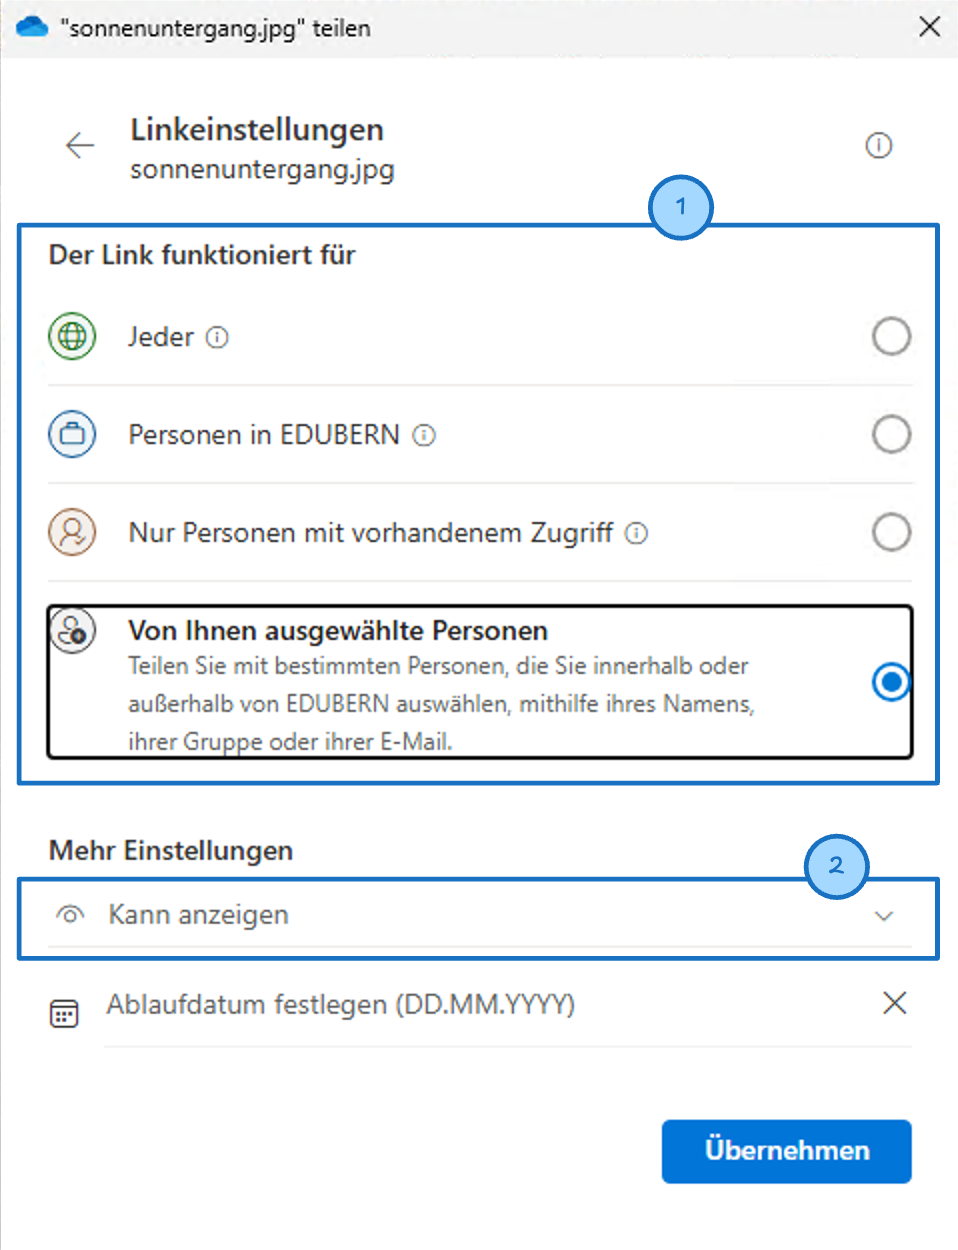 "sonnenuntergang.jpg" teilen
Linkeinstellungen
sonnenuntergang.jpg
1
Der Link funktioniert für
Jeder
Personen in EDUBERN
Nur Personen mit vorhandenem Zugriff
Von Ihnen ausgewählte Personen
Teilen Sie mit bestimmten Personen, die Sie innerhalb oder
außerhalb von EDUBERN auswählen, mithilfe ihres Namens,
ihrer Gruppe oder ihrer E-Mail.
Mehr Einstellungen
2
Kann anzeigen
Ablaufdatum festlegen (DD.MM.YYYY)
Übernehmen